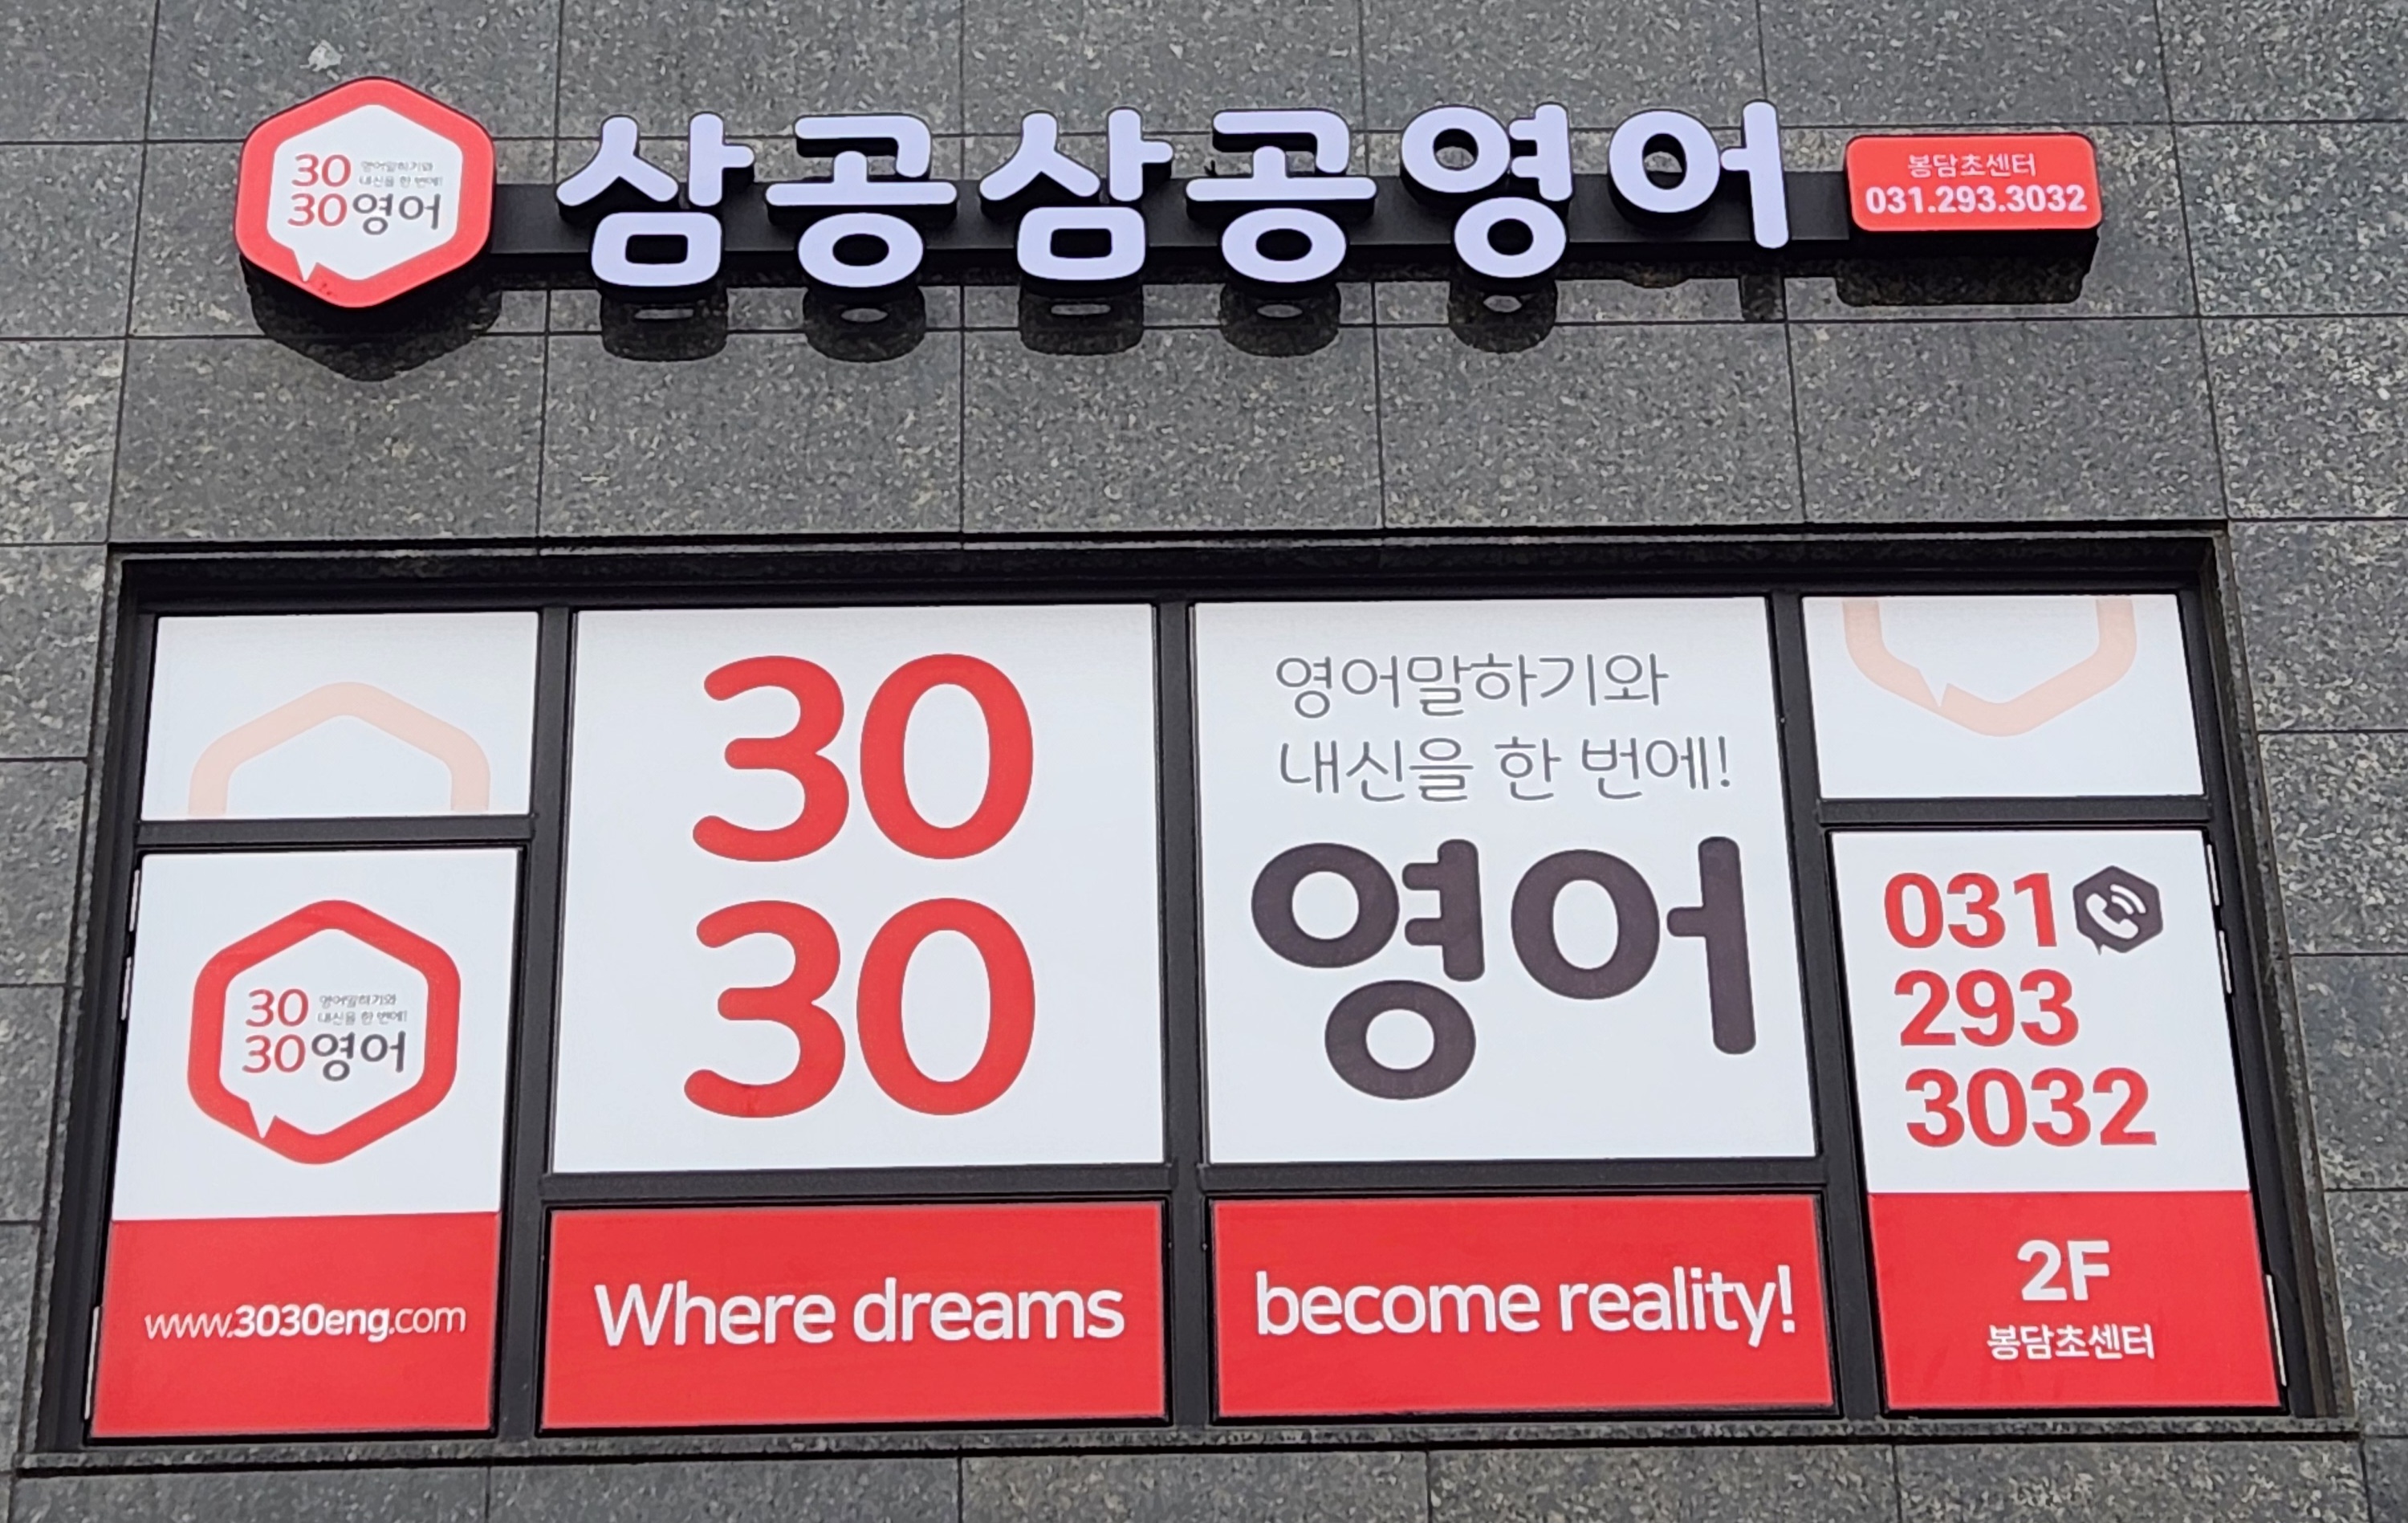 30 영어말하기와
내신을 한 번에!
30영어
삼공삼공영어
봉담초센터
031.293.3032
30
30
영어말하기와
내신을 한 번에!
영어
30 영어말하기와
내신을 한 번에!
30영어
www.3030eng.com
Where dreams
become reality!
031
293
3032
2F
봉담초센터